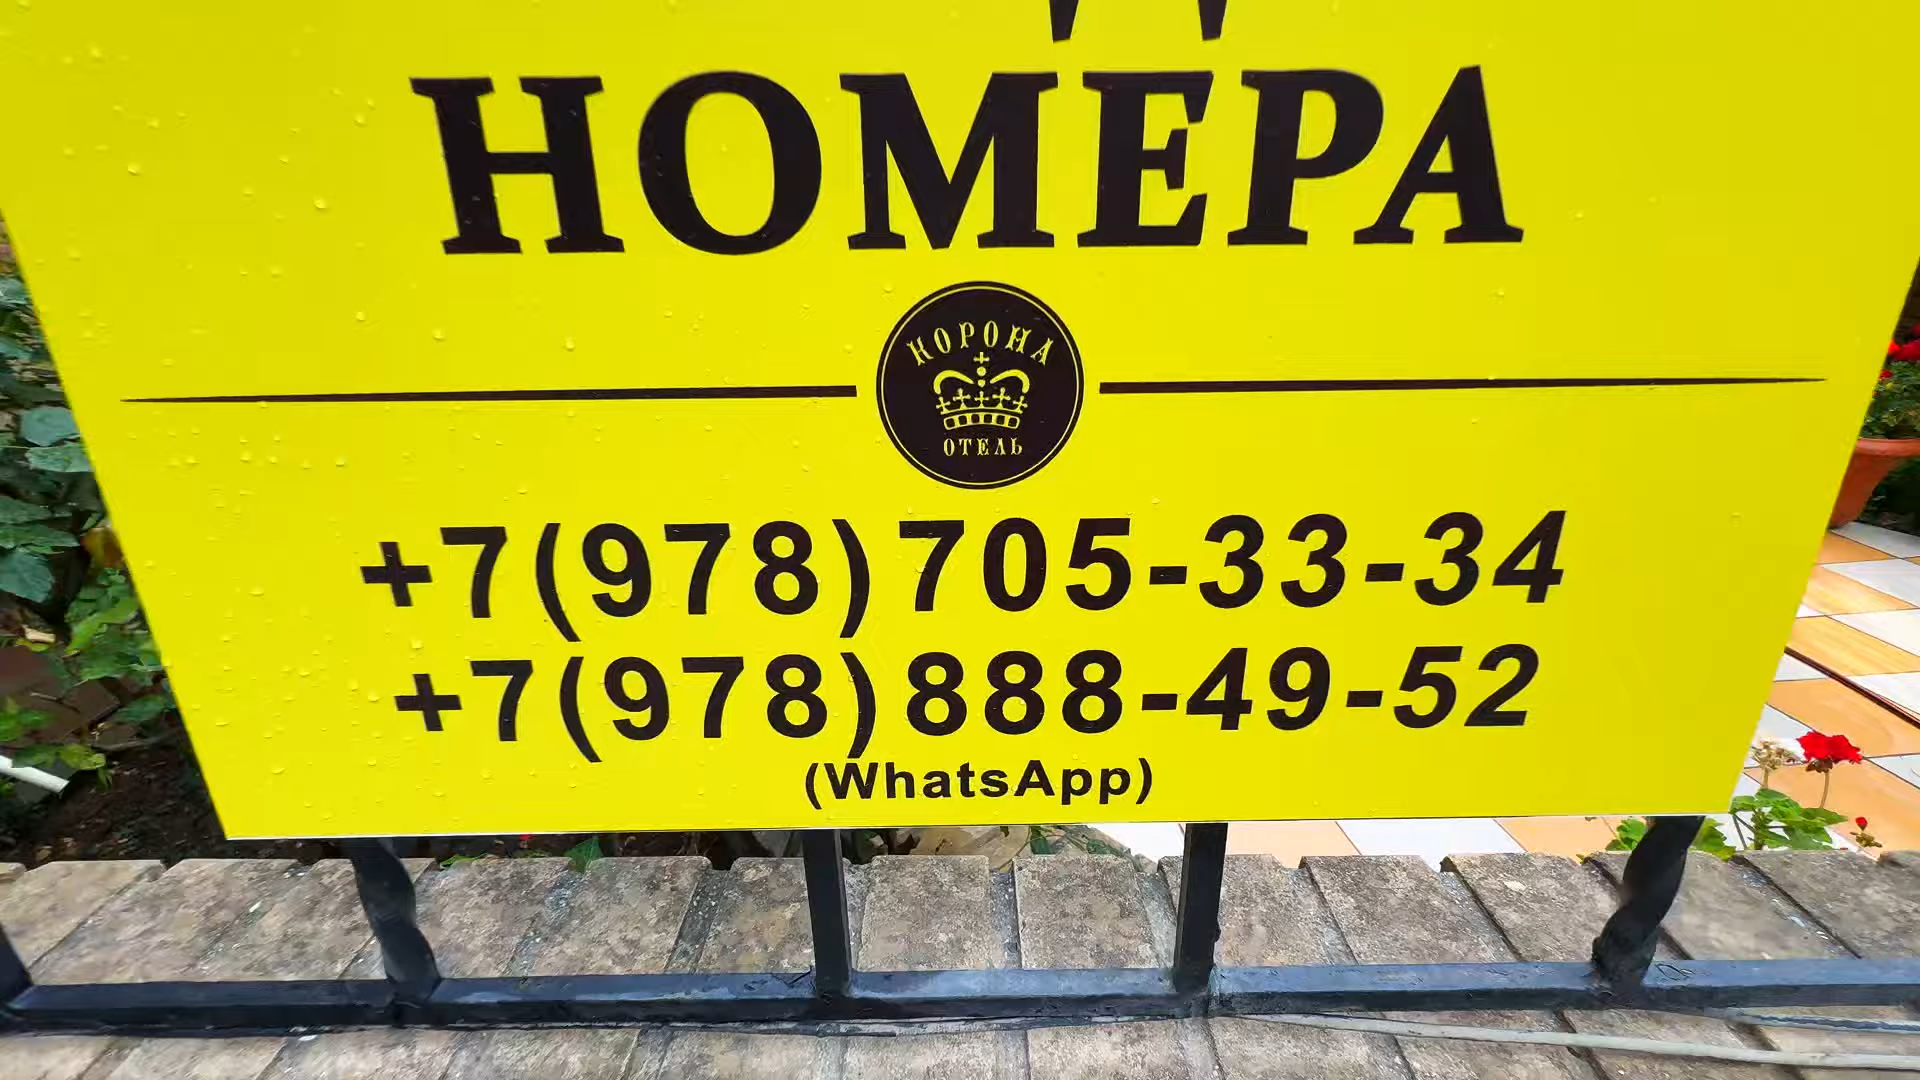 НОМЕРА
КОРОНА
ОТЕЛЬ
+7(978)705-33-34
+7(978)888-49-52
(WhatsApp)